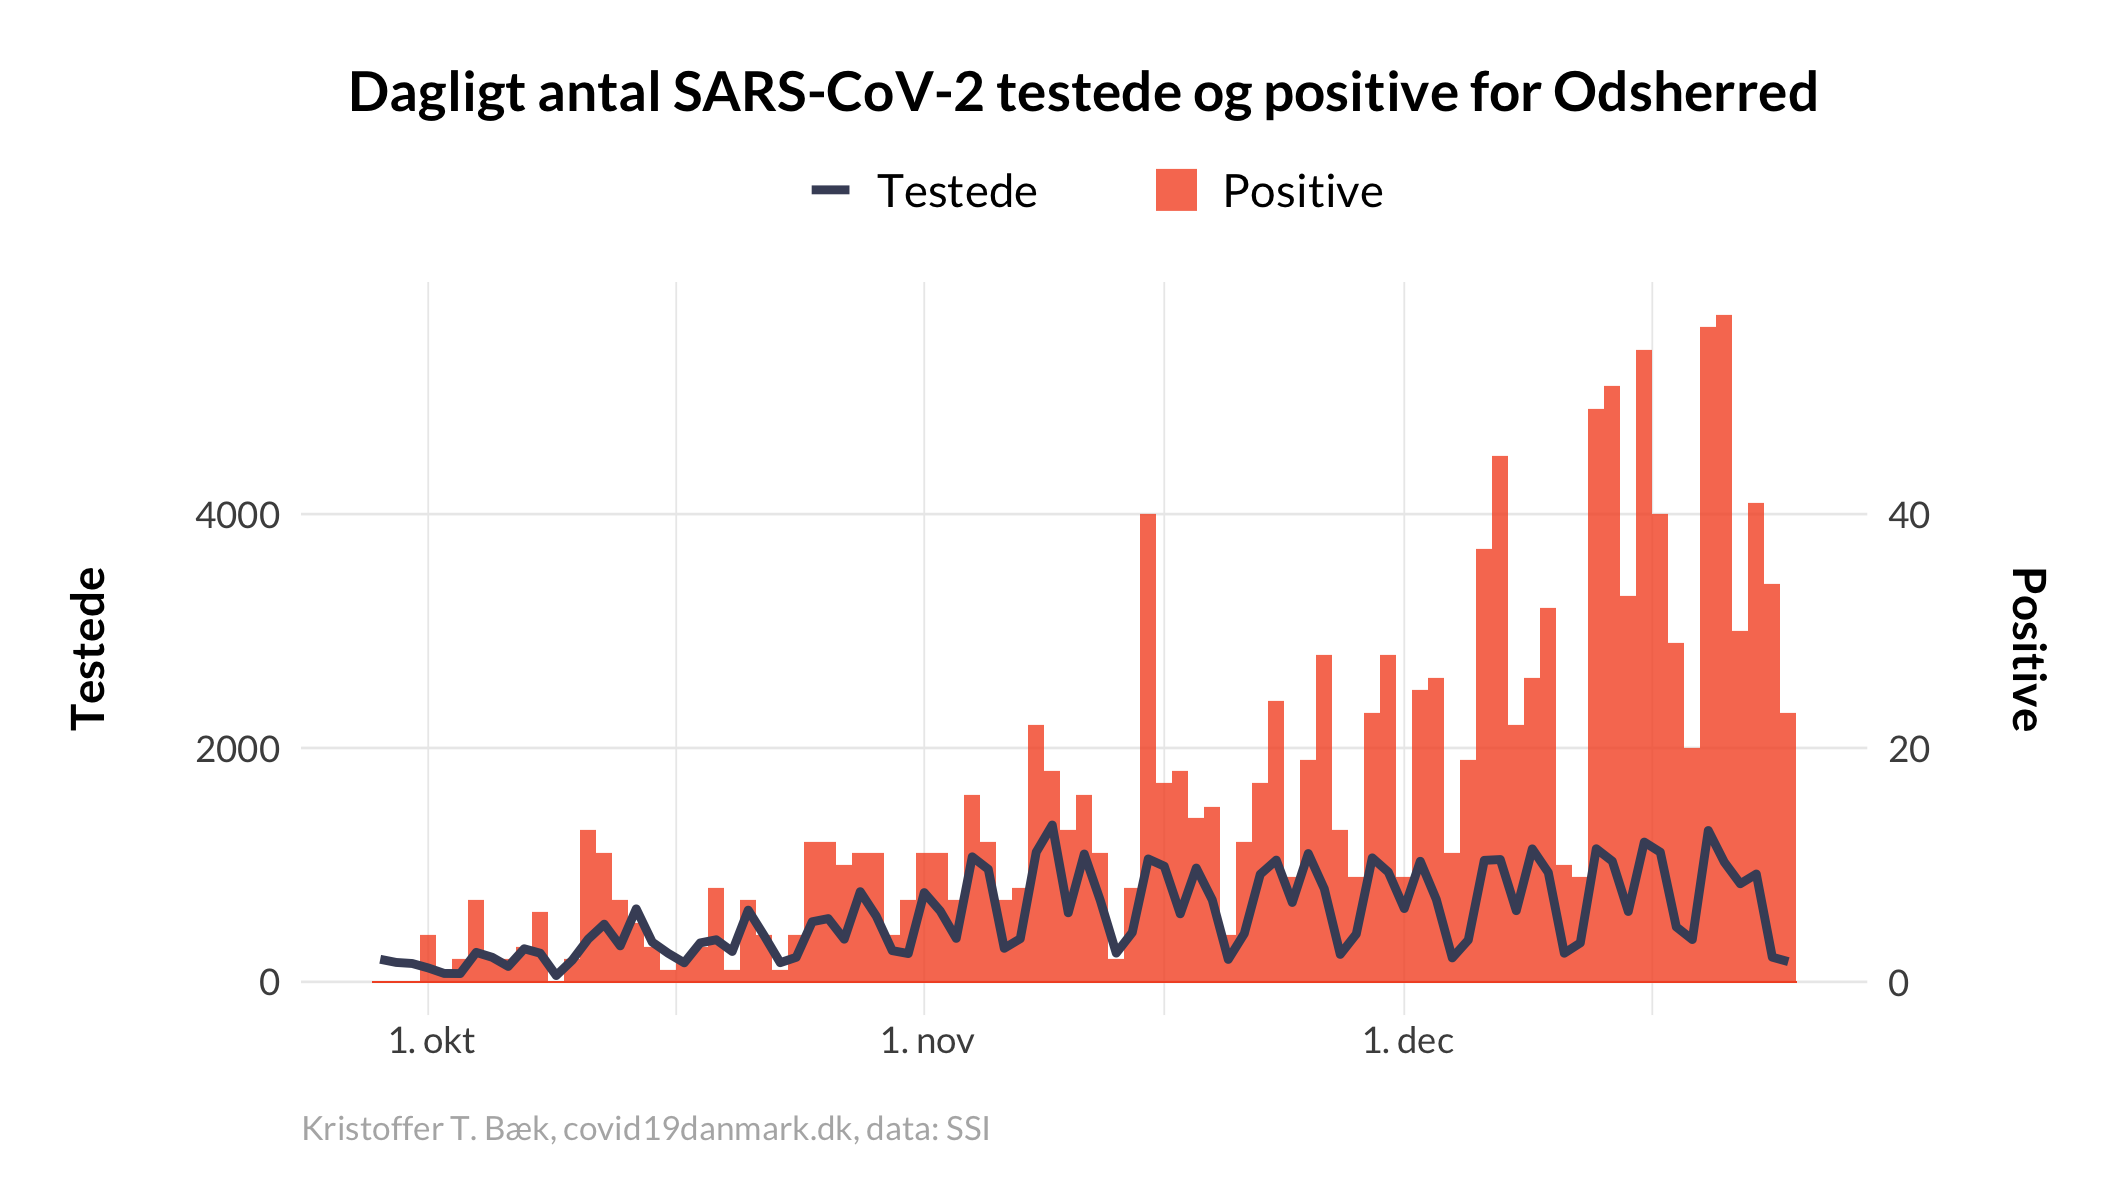 Dagligt antal SARS-CoV-2 testede og positive for Odsherred
Testede
Positive
4000
2000
0
Testede
40
20
0
Positive
1. okt
1. nov
1. dec
Kristoffer T. Bæk, covid19danmark.dk, data: SSI